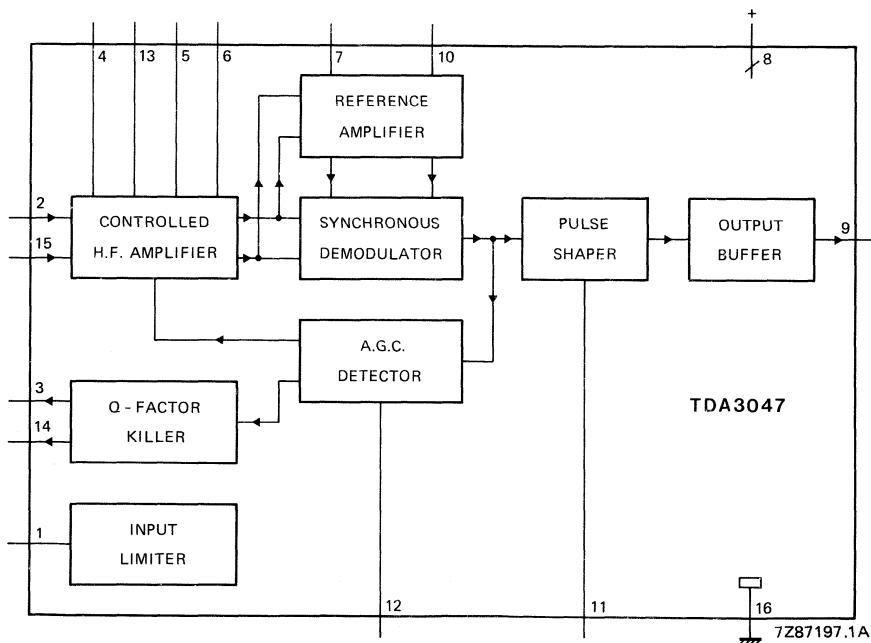 +
4 13 5 6 7 10 8
REFERENCE
AMPLIFIER
2
15
CONTROLLED
H.F. AMPLIFIER
SYNCHRONOUS
DEMODULATOR
PULSE
SHAPER
OUTPUT
BUFFER
9
A.G.C.
DETECTOR
3
14
Q-FACTOR
KILLER
TDA3047
1
INPUT
LIMITER
12 11 16
7Z87197.1A